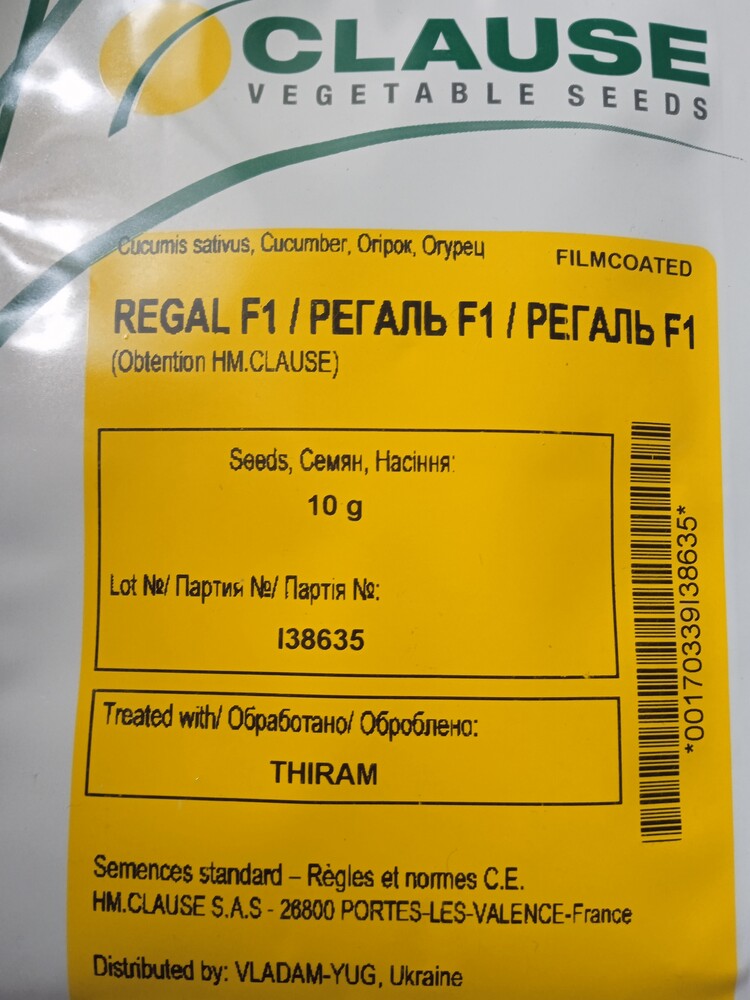 CLAUSE
VEGETABLE SEEDS
Cucumis sativus, Cucumber, Огірок, Огурец
FILMCOATED
REGAL F1 / РЕГАЛЬ F1 / РЕГАЛЬ F1
(Obtention HM.CLAUSE)
Seeds, Семян, Насіння:
10 g
Lot №/ Партия №/ Партія №:
I38635
*00170339I38635*
Treated with/ Обработано/ Оброблено:
THIRAM
Semences standard – Règles et normes C.E.
HM.CLAUSE S.A.S - 26800 PORTES-LES-VALENCE-France
Distributed by: VLADAM-YUG, Ukraine